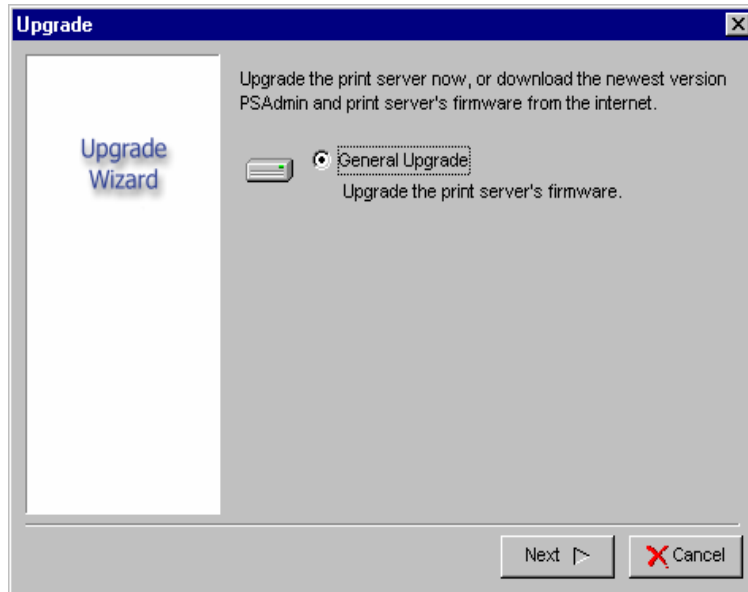 Upgrade
Upgrade
Wizard
Upgrade the print server now, or download the newest version
PSAdmin and print server's firmware from the internet.
General Upgrade
Upgrade the print server's firmware.
Next
Cancel